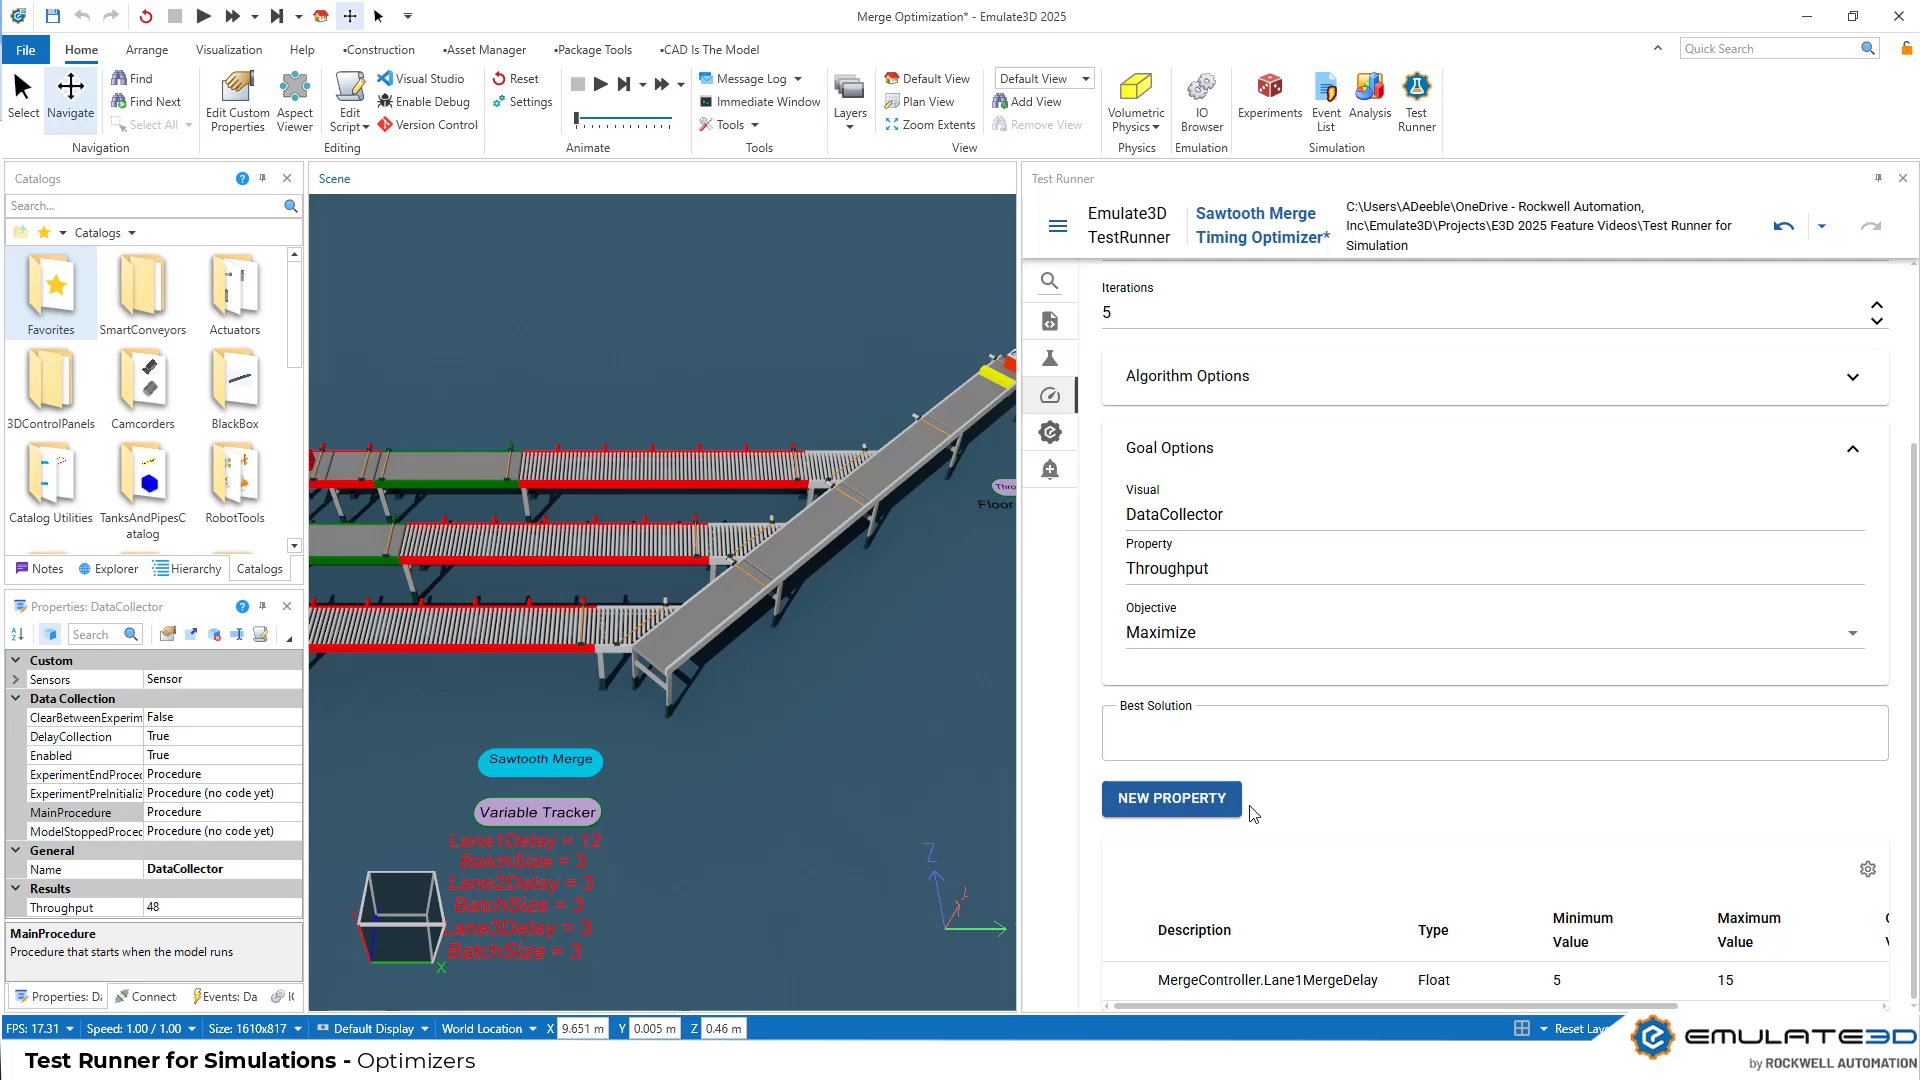 Merge Optimization* - Emulate3D 2025
File
Home
Arrange
Visualization
Help
•Construction
•Asset Manager
•Package Tools
•CAD Is The Model
Quick Search
Select
Navigate
Find
Find Next
Select All
Navigation
Edit Custom
Properties
Aspect
Viewer
Edit
Script
Visual Studio
Enable Debug
Version Control
Editing
Reset
Settings
Animate
Message Log
Immediate Window
Tools
Tools
Layers
Default View
Plan View
Zoom Extents
Default View
Add View
Remove View
View
Volumetric
Physics
Physics
IO
Browser
Emulation
Experiments
Event
List
Analysis
Test
Runner
Simulation
Catalogs
Search...
Catalogs
Favorites
SmartConveyors
Actuators
3DControlPanels
Camcorders
BlackBox
Catalog Utilities
TanksAndPipesC
atalog
RobotTools
Notes
Explorer
Hierarchy
Catalogs
Properties: DataCollector
Search
Custom
Sensors Sensor
Data Collection
ClearBetweenExperim False
DelayCollection True
Enabled True
ExperimentEndProced Procedure
ExperimentPreInitializ Procedure (no code yet)
MainProcedure Procedure
ModelStoppedProced Procedure (no code yet)
General
Name DataCollector
Results
Throughput 48
MainProcedure
Procedure that starts when the model runs
Properties: Da
Connect
Events: Da
Scene
Floor
Sawtooth Merge
Variable Tracker
Lane1Delay = 12
BatchSize = 3
Lane2Delay = 3
BatchSize = 3
Lane3Delay = 3
BatchSize = 3
Z
X
Test Runner
Emulate3D
TestRunner
Sawtooth Merge
Timing Optimizer*
C:\Users\ADeeble\OneDrive - Rockwell Automation,
Inc\Emulate3D\Projects\E3D 2025 Feature Videos\Test Runner for
Simulation
Iterations
5
Algorithm Options
Goal Options
Visual
DataCollector
Property
Throughput
Objective
Maximize
Best Solution
NEW PROPERTY
Description
Type
Minimum
Value
Maximum
Value
MergeController.Lane1MergeDelay
Float
5
15
FPS: 17.31
Speed: 1.00 / 1.00
Size: 1610x817
Default Display
World Location
X 9.651 m
Y 0.005 m
Z 0.46 m
Reset Layo
Test Runner for Simulations - Optimizers
EMULATE3D
by ROCKWELL AUTOMATION